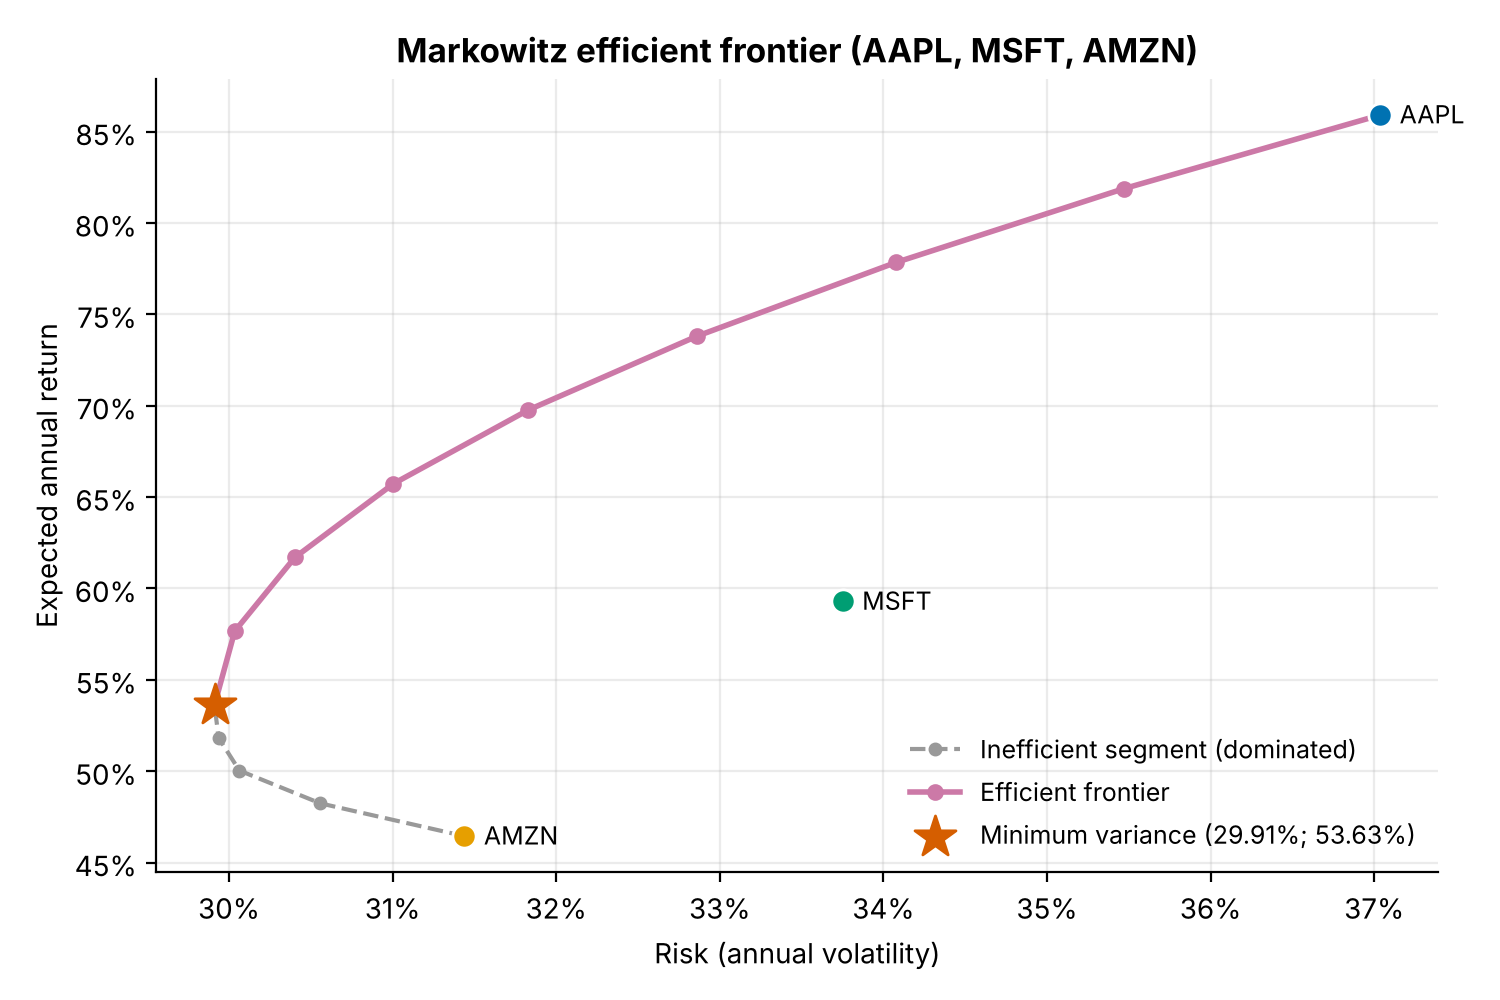 Markowitz efficient frontier (AAPL, MSFT, AMZN)
Expected annual return
85%
80%
75%
70%
65%
60%
55%
50%
45%
AAPL
MSFT
AMZN
Inefficient segment (dominated)
Efficient frontier
Minimum variance (29.91%; 53.63%)
30%
31%
32%
33%
34%
35%
36%
37%
Risk (annual volatility)